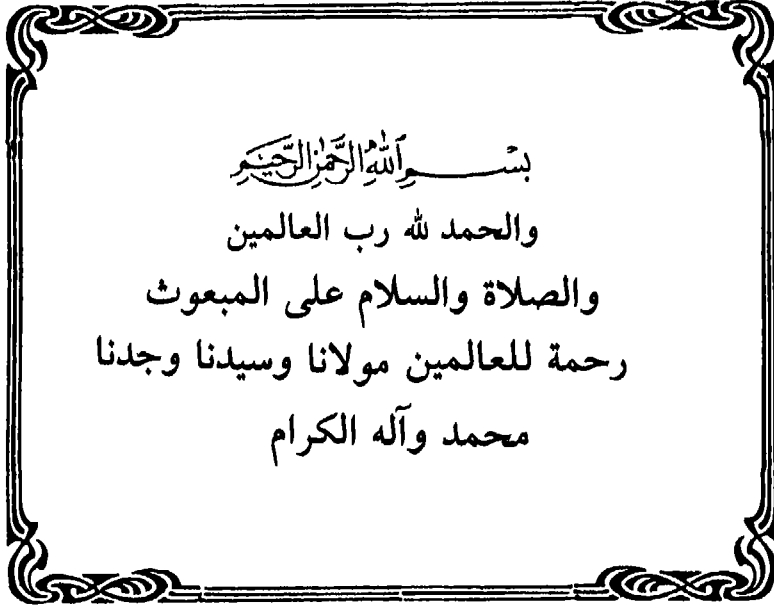 بسم الله الرحمن الرحيم
والحمد لله رب العالمين
والصلاة والسلام على المبعوث
رحمة للعالمين مولانا وسيدنا وجدنا
محمد وآله الكرام